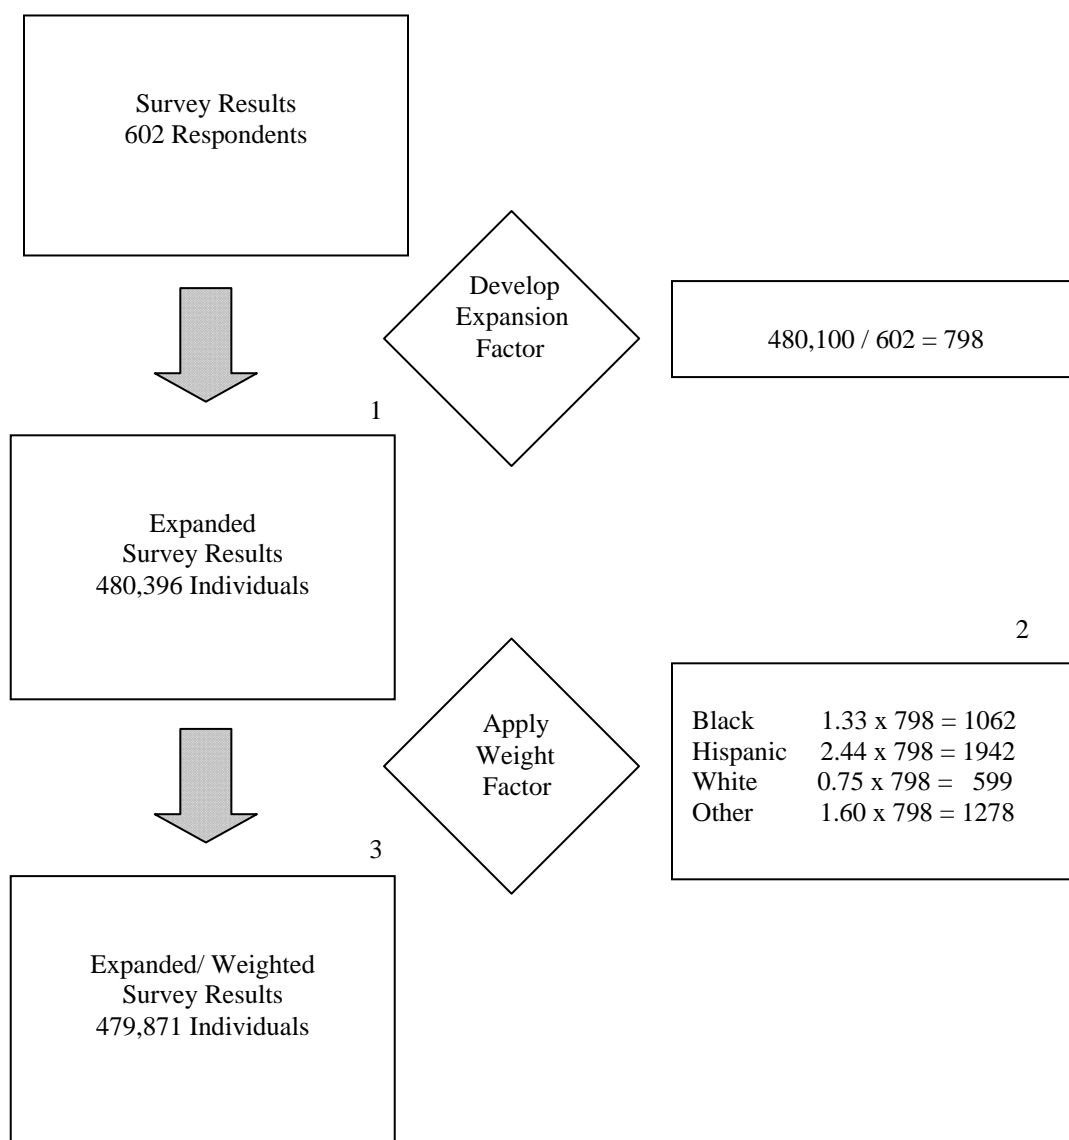 Survey Results
602 Respondents
Develop
Expansion
Factor
480,100 / 602 = 798
1
Expanded
Survey Results
480,396 Individuals
2
Apply
Weight
Factor
Black 1.33 x 798 = 1062
Hispanic 2.44 x 798 = 1942
White 0.75 x 798 = 599
Other 1.60 x 798 = 1278
3
Expanded/ Weighted
Survey Results
479,871 Individuals